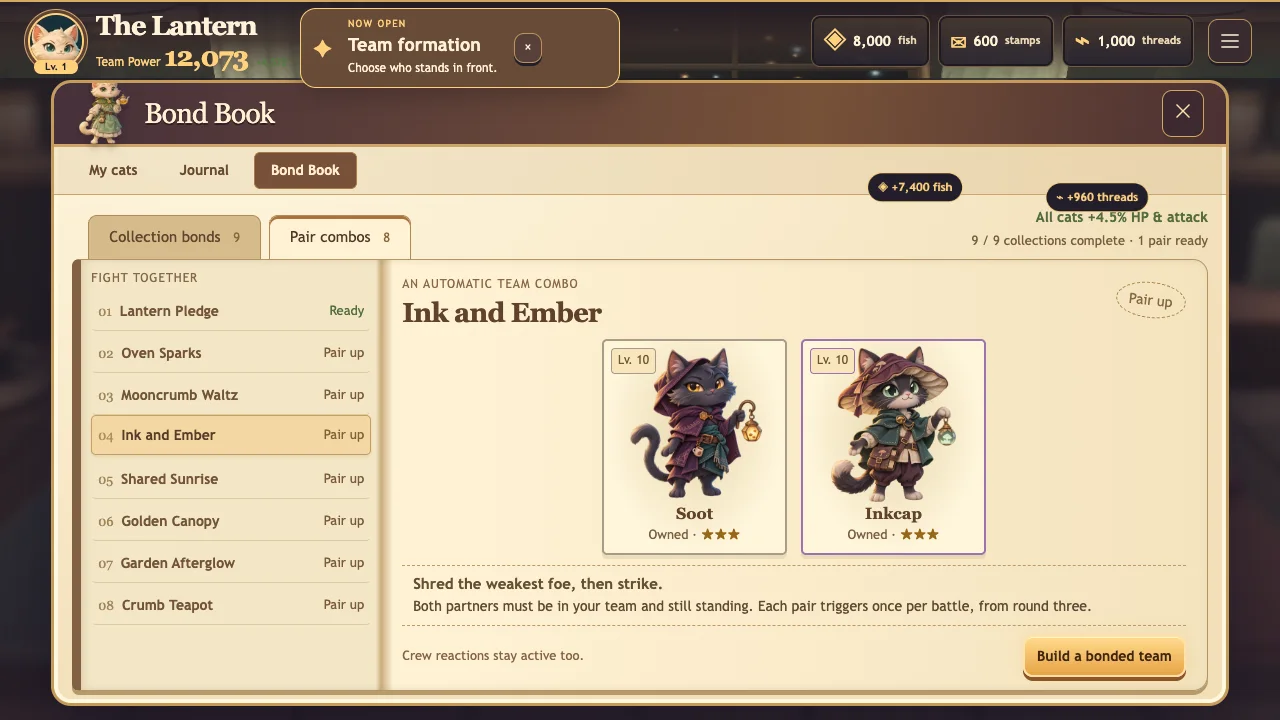 The Lantern
Team Power 12,073
Lv. 1
NOW OPEN
Team formation
Choose who stands in front.
×
8,000 fish
600 stamps
1,000 threads
Bond Book
My cats
Journal
Bond Book
+7,400 fish
+960 threads
All cats +4.5% HP & attack
9 / 9 collections complete · 1 pair ready
Collection bonds 9
Pair combos 8
FIGHT TOGETHER
01 Lantern Pledge Ready
02 Oven Sparks Pair up
03 Mooncrumb Waltz Pair up
04 Ink and Ember Pair up
05 Shared Sunrise Pair up
06 Golden Canopy Pair up
07 Garden Afterglow Pair up
08 Crumb Teapot Pair up
AN AUTOMATIC TEAM COMBO
Ink and Ember
Pair up
Lv. 10
Soot
Owned · ★★★
Lv. 10
Inkcap
Owned · ★★★
Shred the weakest foe, then strike.
Both partners must be in your team and still standing. Each pair triggers once per battle, from round three.
Crew reactions stay active too.
Build a bonded team